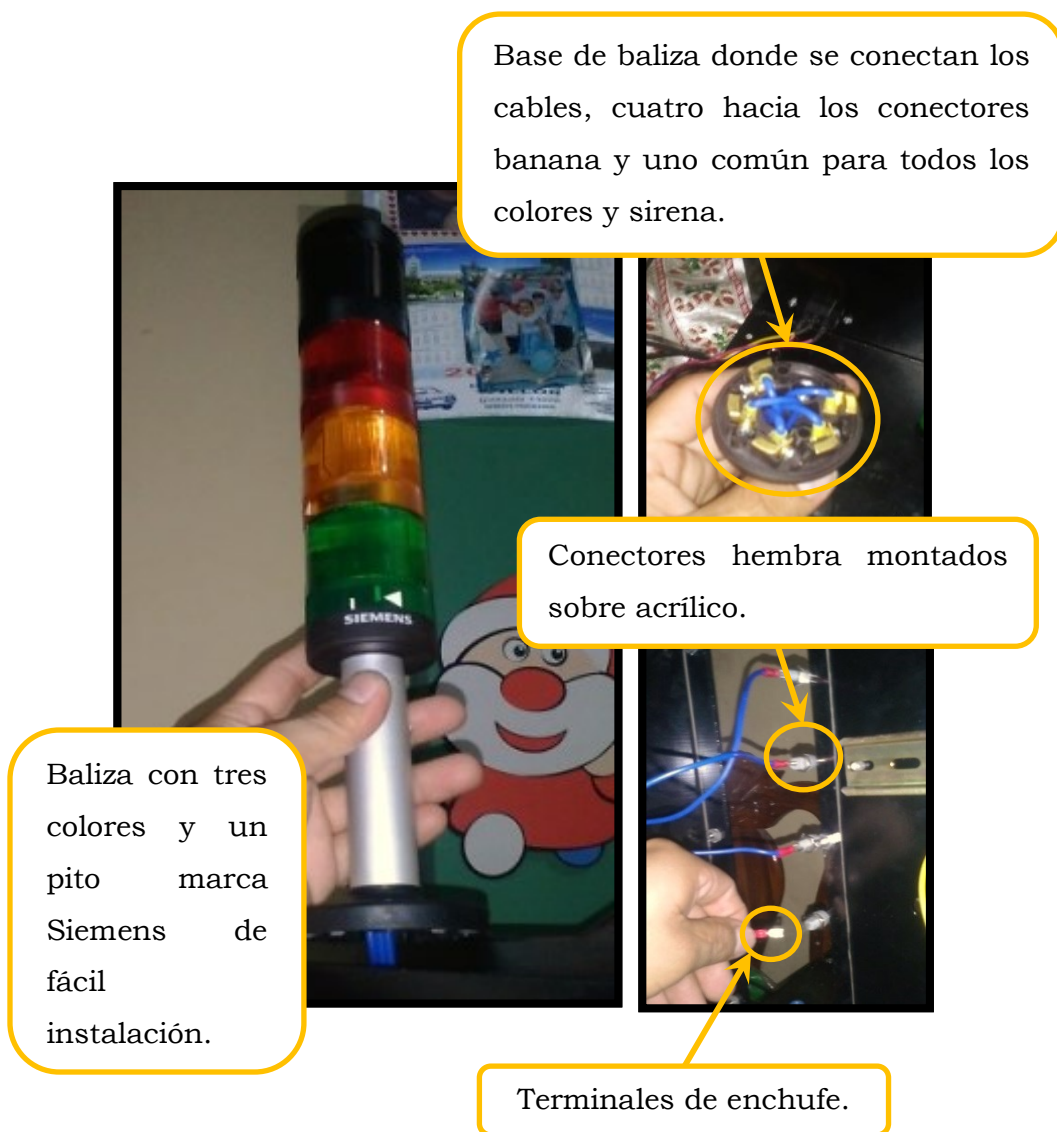 Base de baliza donde se conectan los
cables, cuatro hacia los conectores
banana y uno común para todos los
colores y sirena.
Conectores hembra montados
sobre acrílico.
SIEMENS
Baliza con tres
colores y un
pito marca
Siemens de
fácil
instalación.
Terminales de enchufe.